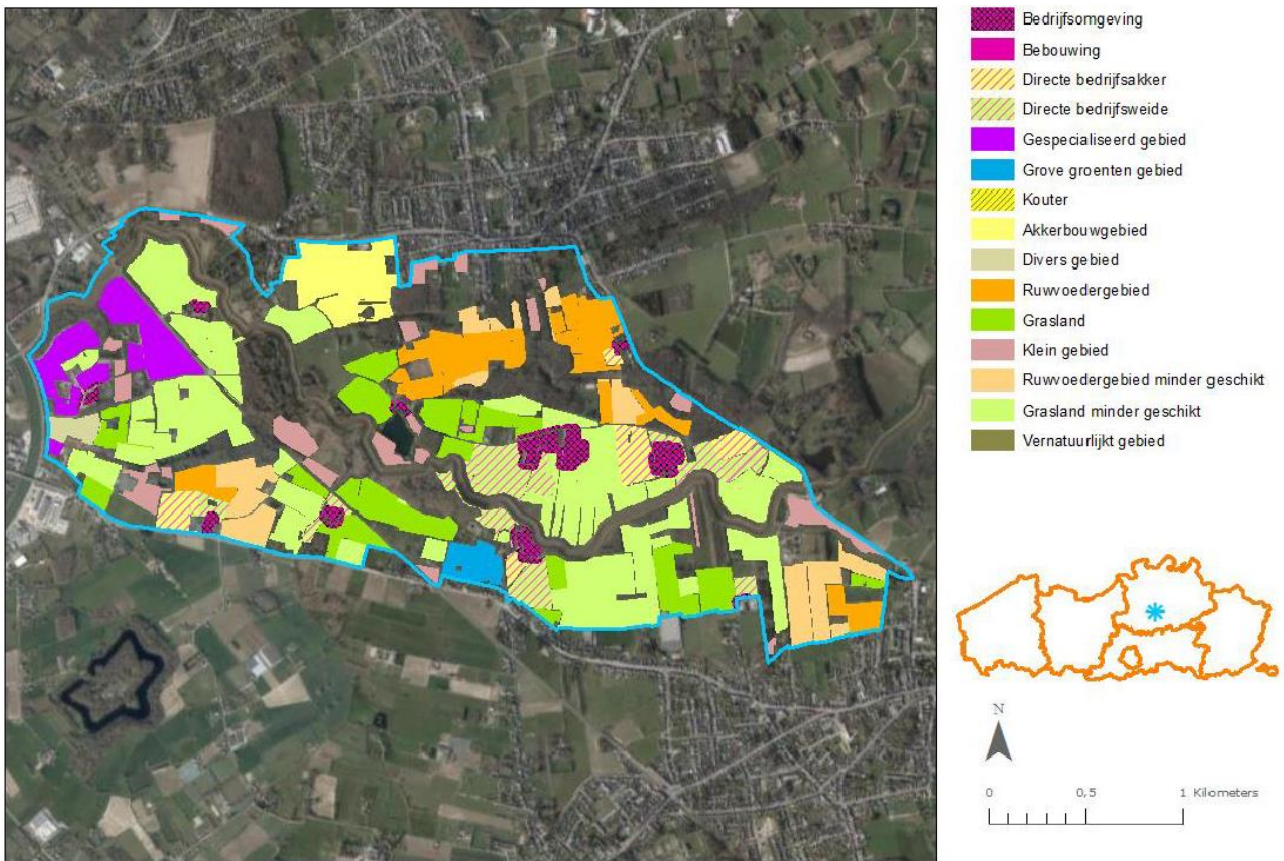 Bedrijfsomgeving
Bebouwing
Directe bedrijfsakker
Directe bedrijfsweide
Gespecialiseerd gebied
Grove groenten gebied
Kouter
Akkerbouwgebied
Divers gebied
Ruwvoedergebied
Grasland
Klein gebied
Ruwvoedergebied minder geschikt
Grasland minder geschikt
Vernatuurlijkt gebied
N
0 0,5 1 Kilometers